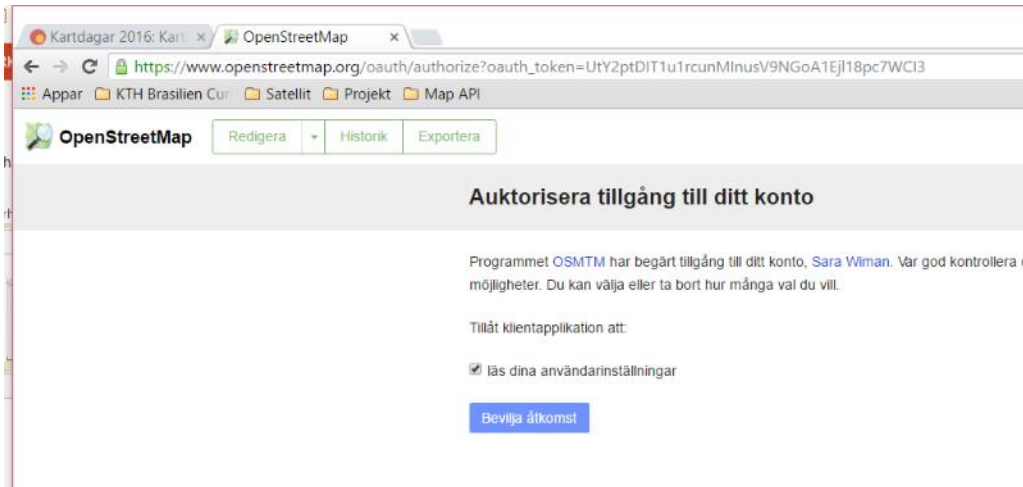 Kartdagar 2016: Kart
OpenStreetMap
https://www.openstreetmap.org/oauth/authorize?oauth_token=UtY2ptDIT1u1rcunMInusV9NGoA1Ejl18pc7WCI3
Appar KTH Brasilien Cur Satellit Projekt Map API
OpenStreetMap Redigera Historik Exportera
Auktorisera tillgång till ditt konto
Programmet OSMTM har begärt tillgång till ditt konto, Sara Wiman. Var god kontrollera
möjligheter. Du kan välja eller ta bort hur många val du vill.
Tillåt klientapplikation att:
läs dina användarinställningar
Bevilja åtkomst